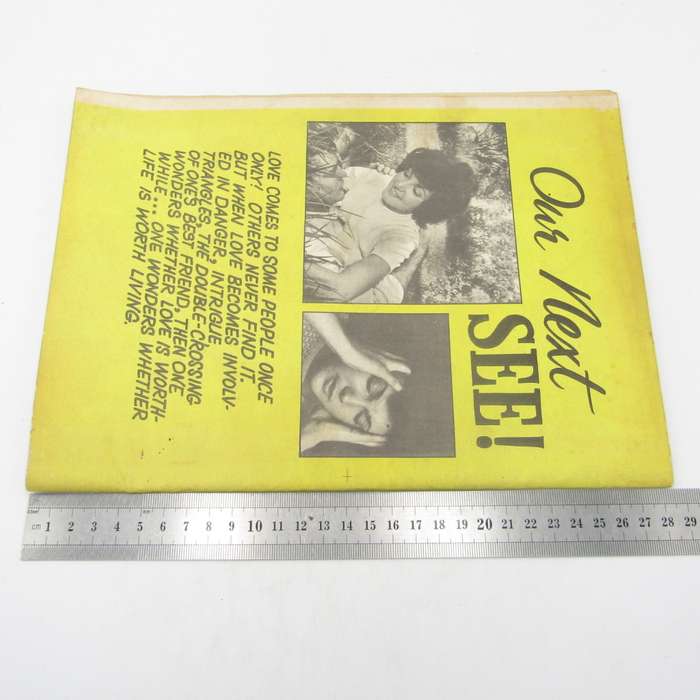 Our Next
SEE!
LOVE COMES TO SOME PEOPLE ONCE
ONLY! OTHERS NEVER FIND IT.
BUT WHEN LOVE BECOMES INVOLV-
ED IN DANGER, INTRIGUE
TRIANGLES, THE DOUBLE-CROSSING
OF ONE'S BEST FRIEND, THEN ONE
WONDERS WHETHER LOVE IS WORTH-
WHILE... ONE WONDERS WHETHER
LIFE IS WORTH LIVING.
cm 1 2 3 4 5 6 7 8 9 10 11 12 13 14 15 16 17 18 19 20 21 22 23 24 25 26 27 28 29